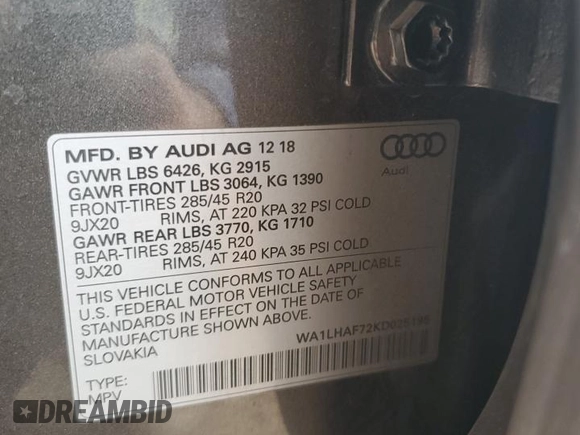 MFD. BY AUDI AG 12 18
GVWR LBS 6426, KG 2915
GAWR FRONT LBS 3064, KG 1390
FRONT-TIRES 285/45 R20
9JX20 RIMS, AT 220 KPA 32 PSI COLD
GAWR REAR LBS 3770, KG 1710
REAR-TIRES 285/45 R20
9JX20 RIMS, AT 240 KPA 35 PSI COLD
Audi
THIS VEHICLE CONFORMS TO ALL APPLICABLE
U.S. FEDERAL MOTOR VEHICLE SAFETY
STANDARDS IN EFFECT ON THE DATE OF
MANUFACTURE SHOWN ABOVE
SLOVAKIA
WA1LHAF72KD025195
TYPE:
MPV
DREAMBID